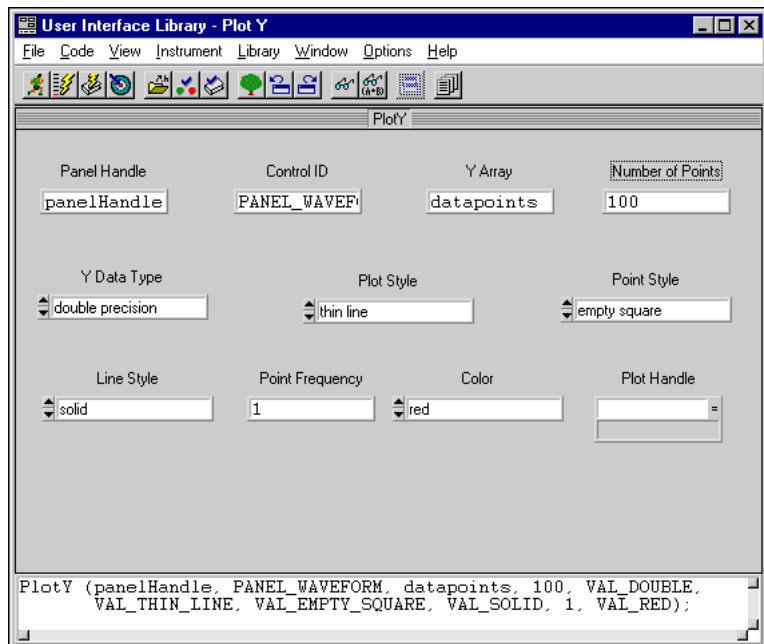 User Interface Library - Plot Y
File Code View Instrument Library Window Options Help
PlotY
Panel Handle Control ID Y Array Number of Points
panelHandle PANEL_WAVEF datapoints 100
Y Data Type Plot Style Point Style
double precision thin line empty square
Line Style Point Frequency Color Plot Handle
solid 1 red =
PlotY (panelHandle, PANEL_WAVEFORM, datapoints, 100, VAL_DOUBLE,
VAL_THIN_LINE, VAL_EMPTY_SQUARE, VAL_SOLID, 1, VAL_RED);